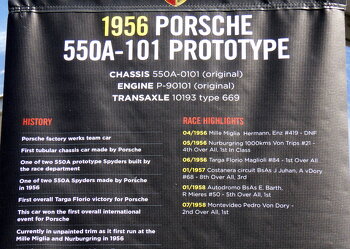 1956 PORSCHE
550A-101 PROTOTYPE
CHASSIS 550A-0101 (original)
ENGINE P-90101 (original)
TRANSAXLE 10193 type 669
HISTORY
Porsche factory werks team car
First tubular chassis car made by Porsche
One of two 550A prototype Spyders built by
the race department
One of two 550A Spyders made by Porsche
in 1956
First overall Targa Florio victory for Porsche
This car won the first overall international
event for Porsche
Currently in unpainted trim as it first run at the
Mille Miglia and Nurburgring in 1956
RACE HIGHLIGHTS
04/1956 Mille Miglia Hermann, Enz #419 - DNF
05/1956 Nurburgring 1000kms Von Trips #21 -
4th Over All, 1st In Class
06/1956 Targa Florio Maglioli #84 - 1st Over All
01/1957 Costanera circuit BsAs J Juhan, A vDory
#68 - 8th Over All, 3rd
01/1958 Autodromo BsAs E. Barth,
R Mieres #50 - 5th Over All, 1st
07/1958 Montevideo Pedro Von Dory -
2nd Over All, 1st